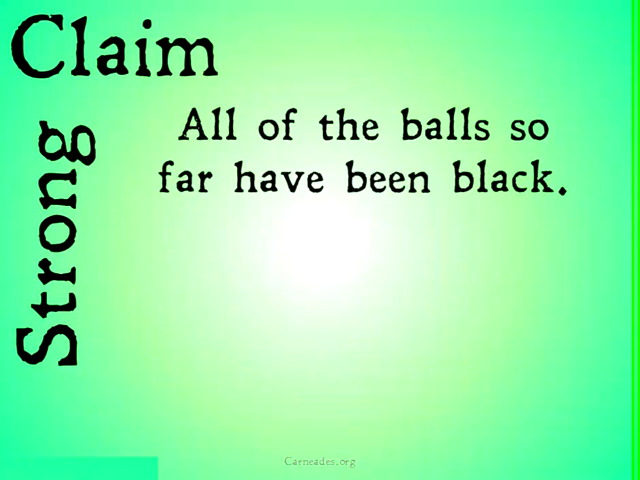 Claim
Strong
All of the balls so
far have been black.
Carneades.org